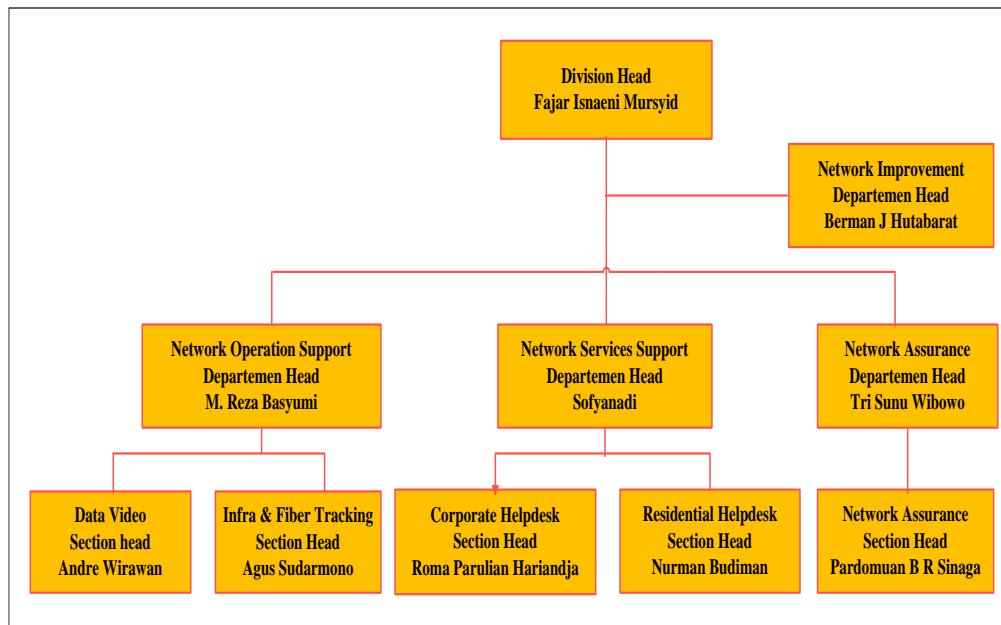 Division Head
Fajar Isnaeni Mursyid
Network Improvement
Departemen Head
Berman J Hutabarat
Network Operation Support
Departemen Head
M. Reza Basyumi
Network Services Support
Departemen Head
Sofyanadi
Network Assurance
Departemen Head
Tri Sunu Wibowo
Data Video
Section head
Andre Wirawan
Infra & Fiber Tracking
Section Head
Agus Sudarmono
Corporate Helpdesk
Section Head
Roma Parulian Hariandja
Residential Helpdesk
Section Head
Nurman Budiman
Network Assurance
Section Head
Pardomuan B R Sinaga